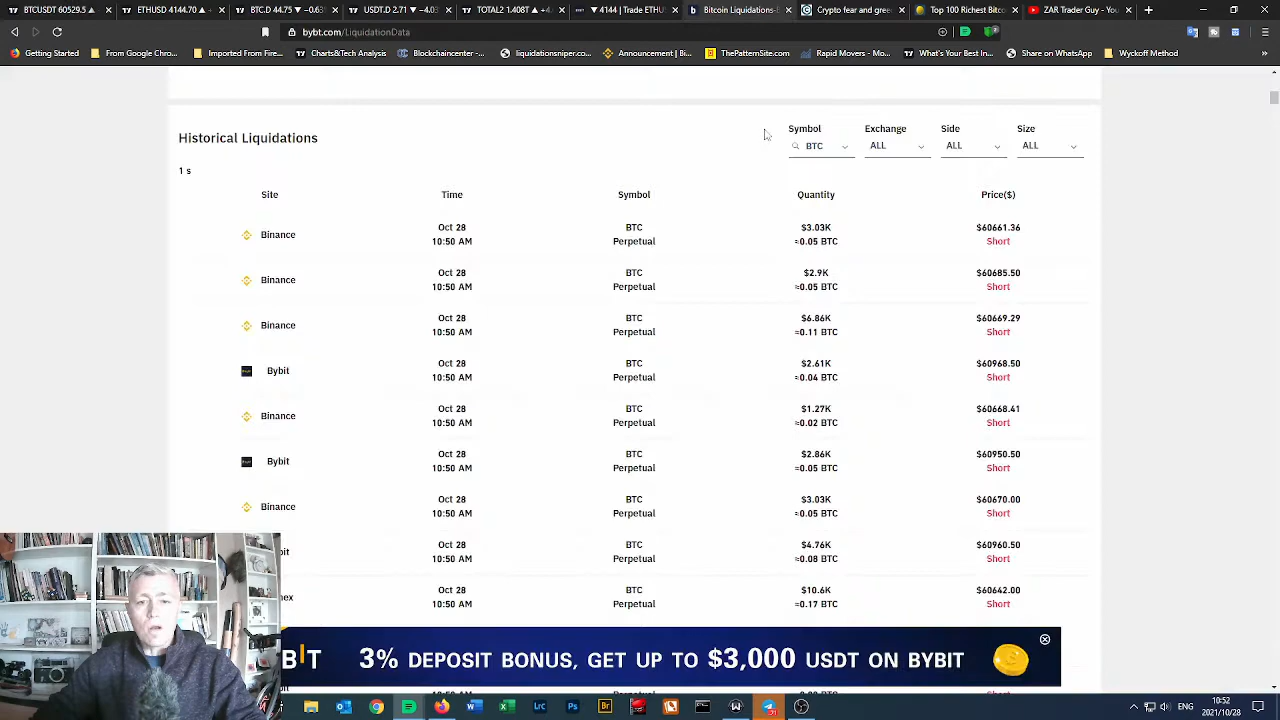 BTCUSDT 60529.5 ▲
ETHUSD 4144.70 ▲
BTC.D 44.75 ▼ −0.63
USDT.D 2.71 ▼ −4.03
TOTAL2 1.408T ▲ +4.
▼ 4144 | Trade ETHU
Bitcoin Liquidations
Crypto fear and gree
Top 100 Richest Bitco
ZAR Trader Guy - You
bybt.com/LiquidationData
Getting Started
From Google Chro...
Imported From Firef...
Charts&Tech Analysis
Blockchaincenter -...
liquidationsniper.co...
Announcement | Bi...
ThePatternSite.com
Rapid Movers - Mo...
What's the Best In...
Share on WhatsApp
Wyckoff Method
Historical Liquidations
Symbol Exchange Side Size
BTC ALL ALL ALL
1 s
Site Time Symbol Quantity Price($)
Binance Oct 28 BTC $3.03K $60661.36
10:50 AM Perpetual ≈0.05 BTC Short
Binance Oct 28 BTC $2.9K $60685.50
10:50 AM Perpetual ≈0.05 BTC Short
Binance Oct 28 BTC $6.86K $60669.29
10:50 AM Perpetual ≈0.11 BTC Short
Bybit Oct 28 BTC $2.61K $60968.50
10:50 AM Perpetual ≈0.04 BTC Short
Binance Oct 28 BTC $1.27K $60668.41
10:50 AM Perpetual ≈0.02 BTC Short
Bybit Oct 28 BTC $2.86K $60950.50
10:50 AM Perpetual ≈0.05 BTC Short
Binance Oct 28 BTC $3.03K $60670.00
10:50 AM Perpetual ≈0.05 BTC Short
bit Oct 28 BTC $4.76K $60960.50
10:50 AM Perpetual ≈0.08 BTC Short
nex Oct 28 BTC $10.6K $60642.00
10:50 AM Perpetual ≈0.17 BTC Short
B!T 3% DEPOSIT BONUS, GET UP TO $3,000 USDT ON BYBIT
ENG
10:52
2021/10/28